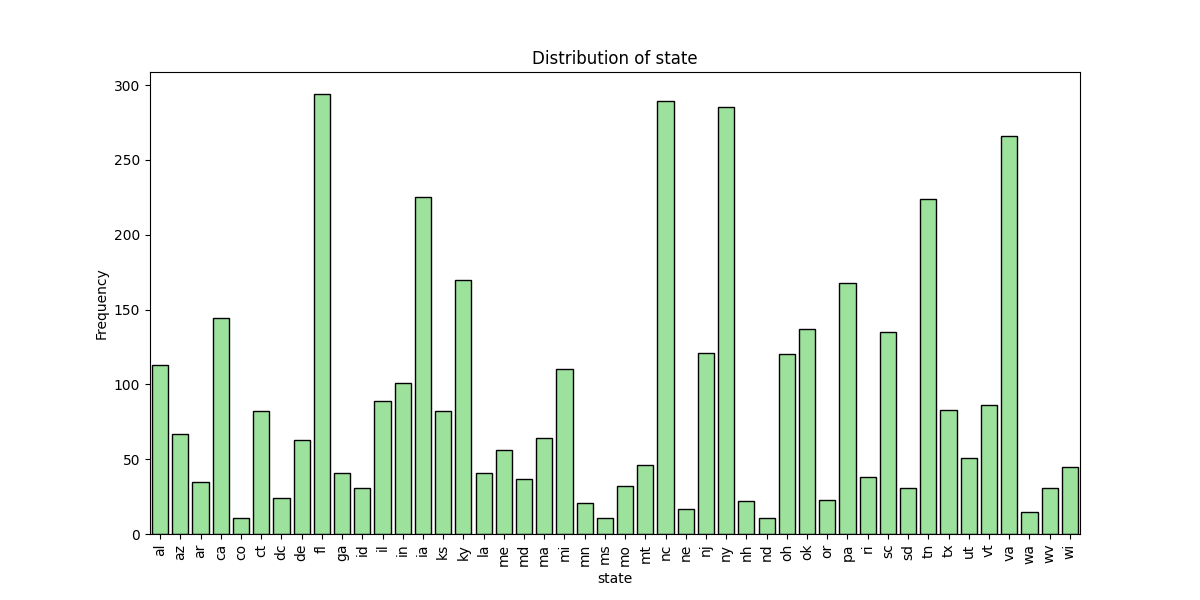 Distribution of state
Frequency
300
250
200
150
100
50
0
al az ar ca co ct dc de fl ga id il in ia ks ky la me md ma mi mn ms mo mt nc ne nj ny nh nd oh ok or pa ri sc sd tn tx ut vt va wa wv wi
state